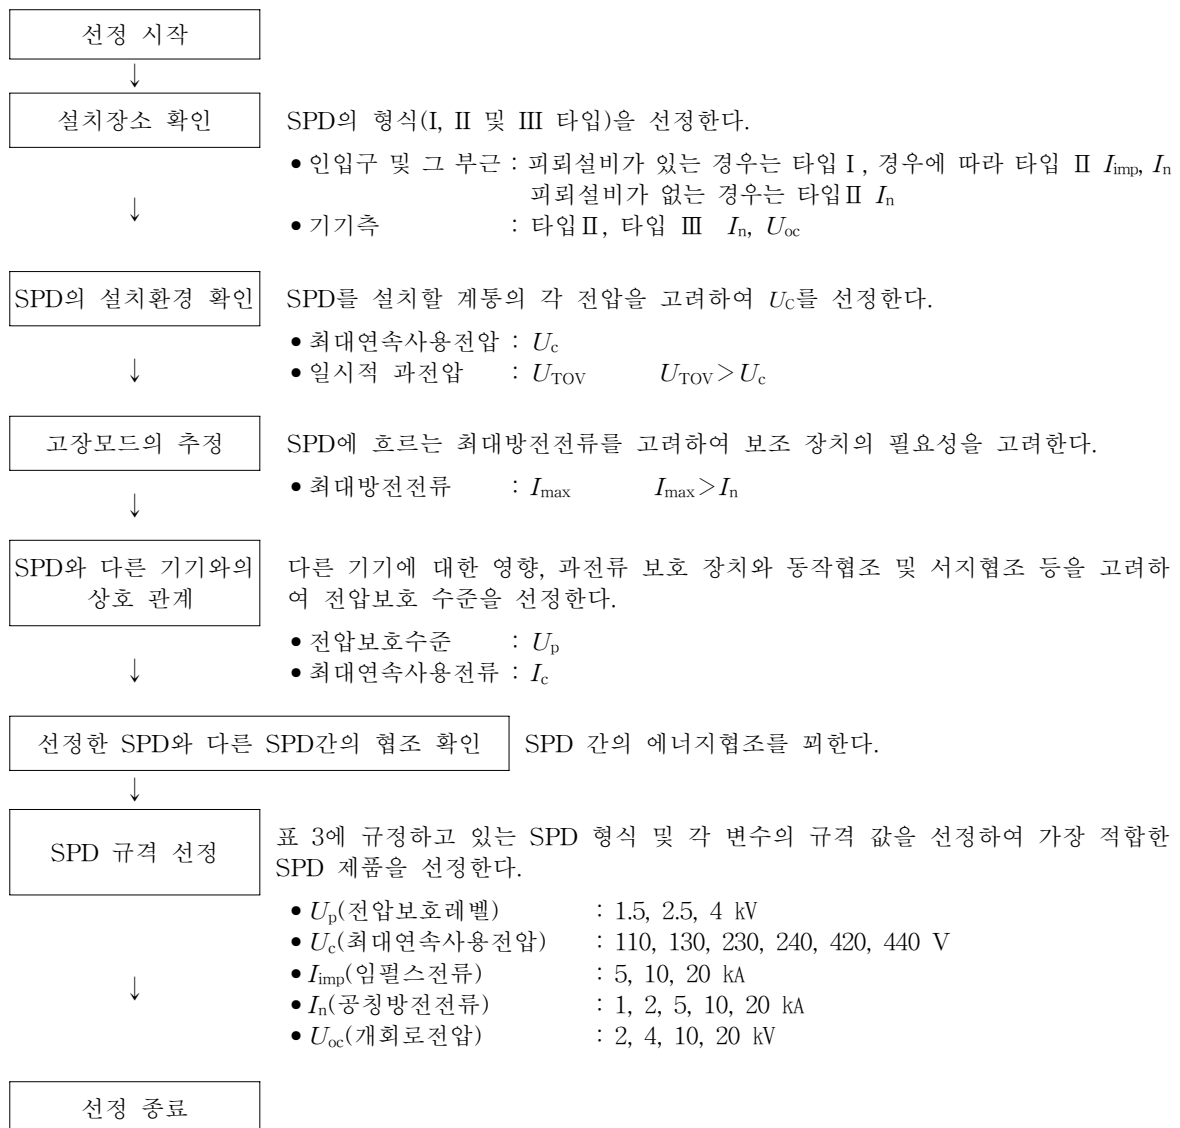 선정 시작
↓
설치장소 확인
SPD의 형식(I, Ⅱ 및 Ⅲ 타입)을 선정한다.
● 인입구 및 그 부근 : 피뢰설비가 있는 경우는 타입Ⅰ, 경우에 따라 타입 Ⅱ Iimp, In
피뢰설비가 없는 경우는 타입Ⅱ In
● 기기측 : 타입Ⅱ, 타입 Ⅲ In, Uoc
↓
SPD의 설치환경 확인
SPD를 설치할 계통의 각 전압을 고려하여 UC를 선정한다.
● 최대연속사용전압 : Uc
● 일시적 과전압 : UTOV UTOV＞Uc
↓
고장모드의 추정
SPD에 흐르는 최대방전전류를 고려하여 보조 장치의 필요성을 고려한다.
● 최대방전전류 : Imax Imax＞In
↓
SPD와 다른 기기와의
상호 관계
다른 기기에 대한 영향, 과전류 보호 장치와 동작협조 및 서지협조 등을 고려하
여 전압보호 수준을 선정한다.
● 전압보호수준 : Up
● 최대연속사용전류 : Ic
↓
선정한 SPD와 다른 SPD간의 협조 확인
SPD 간의 에너지협조를 꾀한다.
↓
SPD 규격 선정
표 3에 규정하고 있는 SPD 형식 및 각 변수의 규격 값을 선정하여 가장 적합한
SPD 제품을 선정한다.
● Up(전압보호레벨) : 1.5, 2.5, 4 kV
● Uc(최대연속사용전압) : 110, 130, 230, 240, 420, 440 V
● Iimp(임펄스전류) : 5, 10, 20 kA
● In(공칭방전전류) : 1, 2, 5, 10, 20 kA
● Uoc(개회로전압) : 2, 4, 10, 20 kV
↓
선정 종료